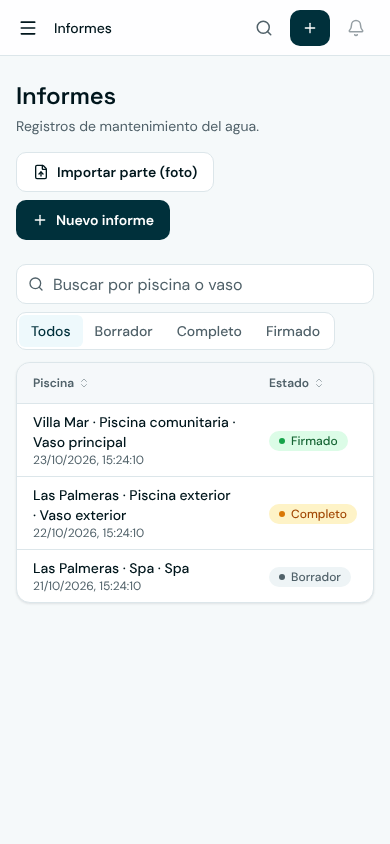 Informes
Informes
Registros de mantenimiento del agua.
Importar parte (foto)
Nuevo informe
Buscar por piscina o vaso
Todos Borrador Completo Firmado
Piscina Estado
Villa Mar · Piscina comunitaria ·
Vaso principal
23/10/2026, 15:24:10
Firmado
Las Palmeras · Piscina exterior
· Vaso exterior
22/10/2026, 15:24:10
Completo
Las Palmeras · Spa · Spa
21/10/2026, 15:24:10
Borrador